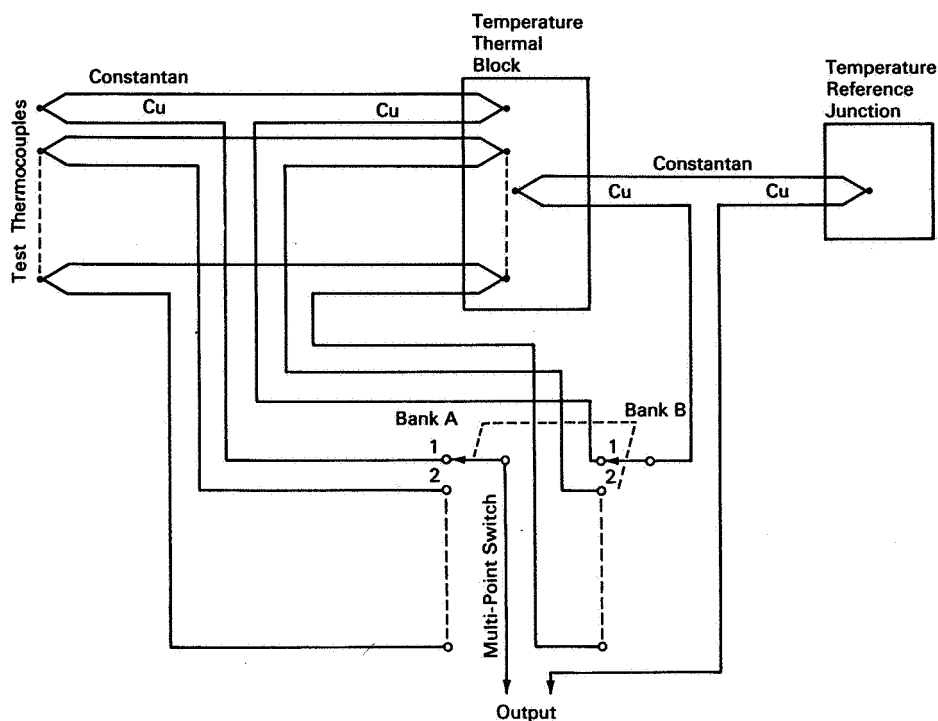 Temperature
Thermal
Block
Temperature
Reference
Junction
Constantan
Cu
Cu
Test Thermocouples
Constantan
Cu
Cu
Bank A
Bank B
1
2
1
2
Multi-Point Switch
Output